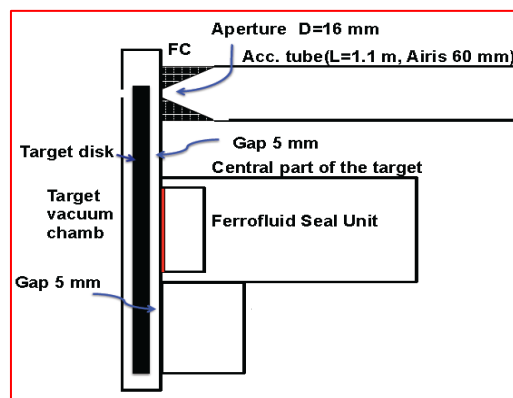 Aperture D=16 mm
FC
Acc. tube(L=1.1 m, Airis 60 mm)
Gap 5 mm
Target disk
Central part of the target
Target
vacuum
chamb
Ferrofluid Seal Unit
Gap 5 mm